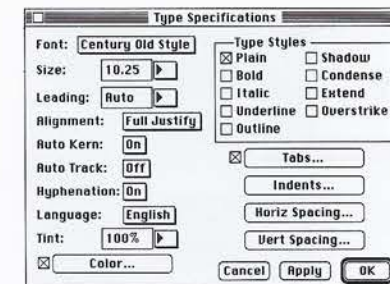 Type Specifications
Font: Century Old Style
Size: 10.25
Leading: Auto
Alignment: Full Justify
Auto Kern: On
Auto Track: Off
Hyphenation: On
Language: English
Tint: 100%
Color...
Type Styles
Plain Shadow
Bold Condense
Italic Extend
Underline Overstrike
Outline
Tabs...
Indents...
Horiz Spacing...
Vert Spacing...
Cancel Apply OK